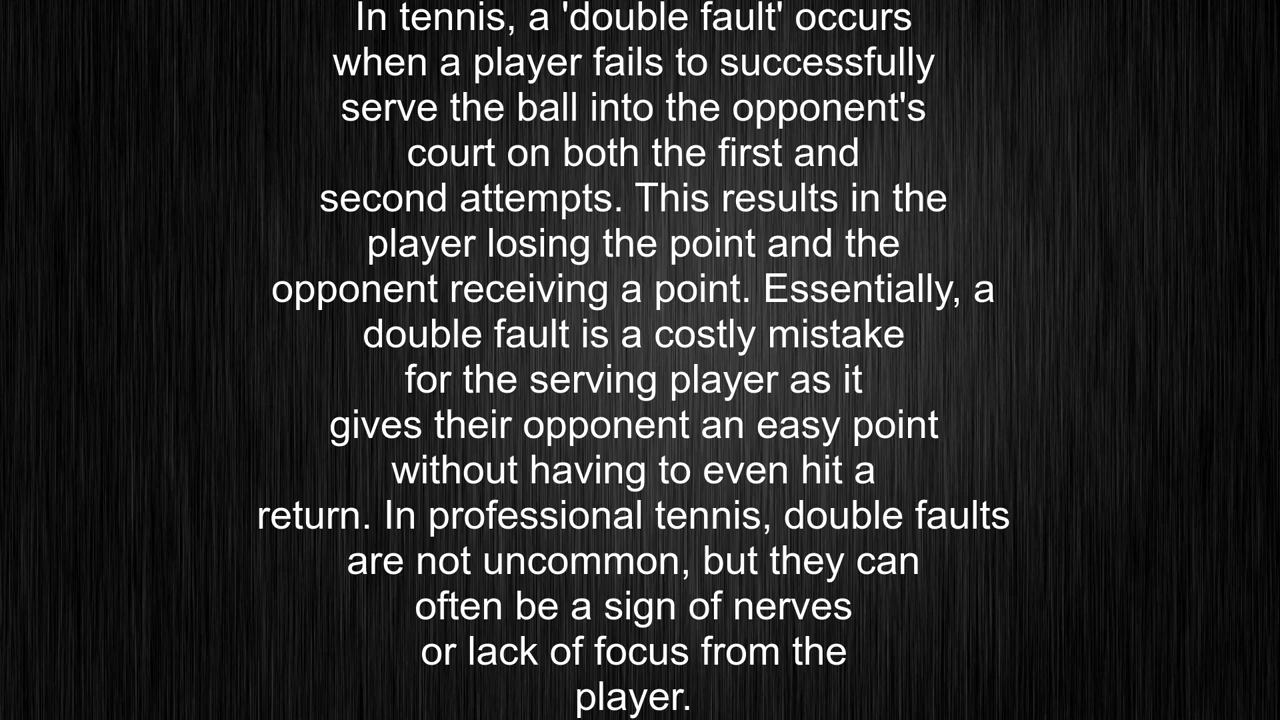 In tennis, a 'double fault' occurs
when a player fails to successfully
serve the ball into the opponent's
court on both the first and
second attempts. This results in the
player losing the point and the
opponent receiving a point. Essentially, a
double fault is a costly mistake
for the serving player as it
gives their opponent an easy point
without having to even hit a
return. In professional tennis, double faults
are not uncommon, but they can
often be a sign of nerves
or lack of focus from the
player.